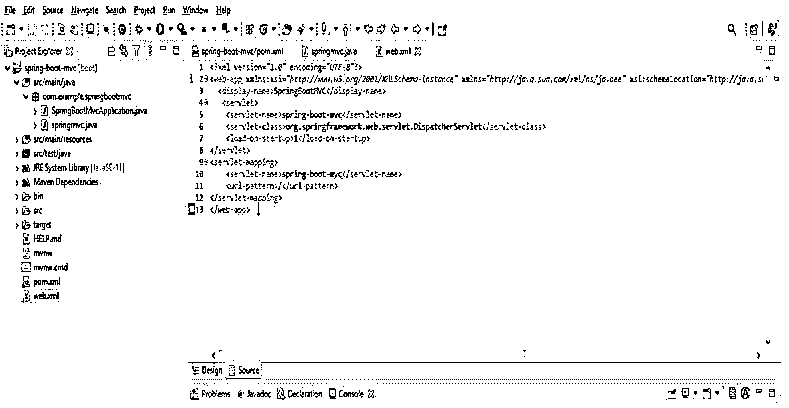 File Edit Source Navigate Search Project Run Window Help
Project Explorer
spring-boot-mvc/pom.xml springmvc.java web.xml
spring-boot-mvc [boot]
src/main/java
com.example.springbootmvc
SpringBootMvcApplication.java
springmvc.java
src/main/resources
src/test/java
JRE System Library [JavaSE-11]
Maven Dependencies
bin
src
target
HELP.md
mvnw
mvnw.cmd
pom.xml
web.xml
1 <?xml version="1.0" encoding="UTF-8"?>
2 <web-app xmlns:xsi="http://www.w3.org/2001/XMLSchema-instance" xmlns="http://java.sun.com/xml/ns/javaee" xsi:schemaLocation="http://java.su
3 <display-name>SpringBootMVC</display-name>
4 <servlet>
5 <servlet-name>spring-boot-mvc</servlet-name>
6 <servlet-class>org.springframework.web.servlet.DispatcherServlet</servlet-class>
7 <load-on-startup>1</load-on-startup>
8 </servlet>
9 <servlet-mapping>
10 <servlet-name>spring-boot-mvc</servlet-name>
11 <url-pattern>/</url-pattern>
12 </servlet-mapping>
13 </web-app>
Design Source
Problems Javadoc Declaration Console